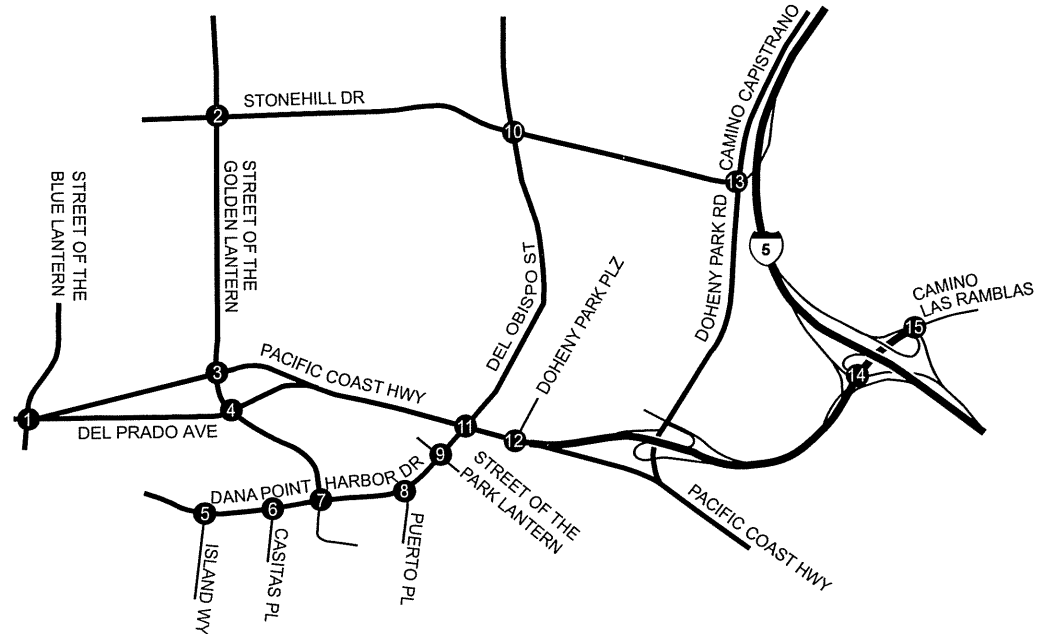 CAMINO CAPISTRANO
2
STONEHILL DR
10
13
STREET OF THE
BLUE LANTERN
STREET OF THE
GOLDEN LANTERN
DEL OBISPO ST
DOHENY PARK PLZ
DOHENY PARK RD
5
CAMINO
LAS RAMBLAS
15
14
3
PACIFIC COAST HWY
4
1
DEL PRADO AVE
11
12
9
STREET OF THE
PARK LANTERN
DANA POINT HARBOR DR
5
6
7
8
PACIFIC COAST HWY
ISLAND WY
CASITAS PL
PUERTO PL